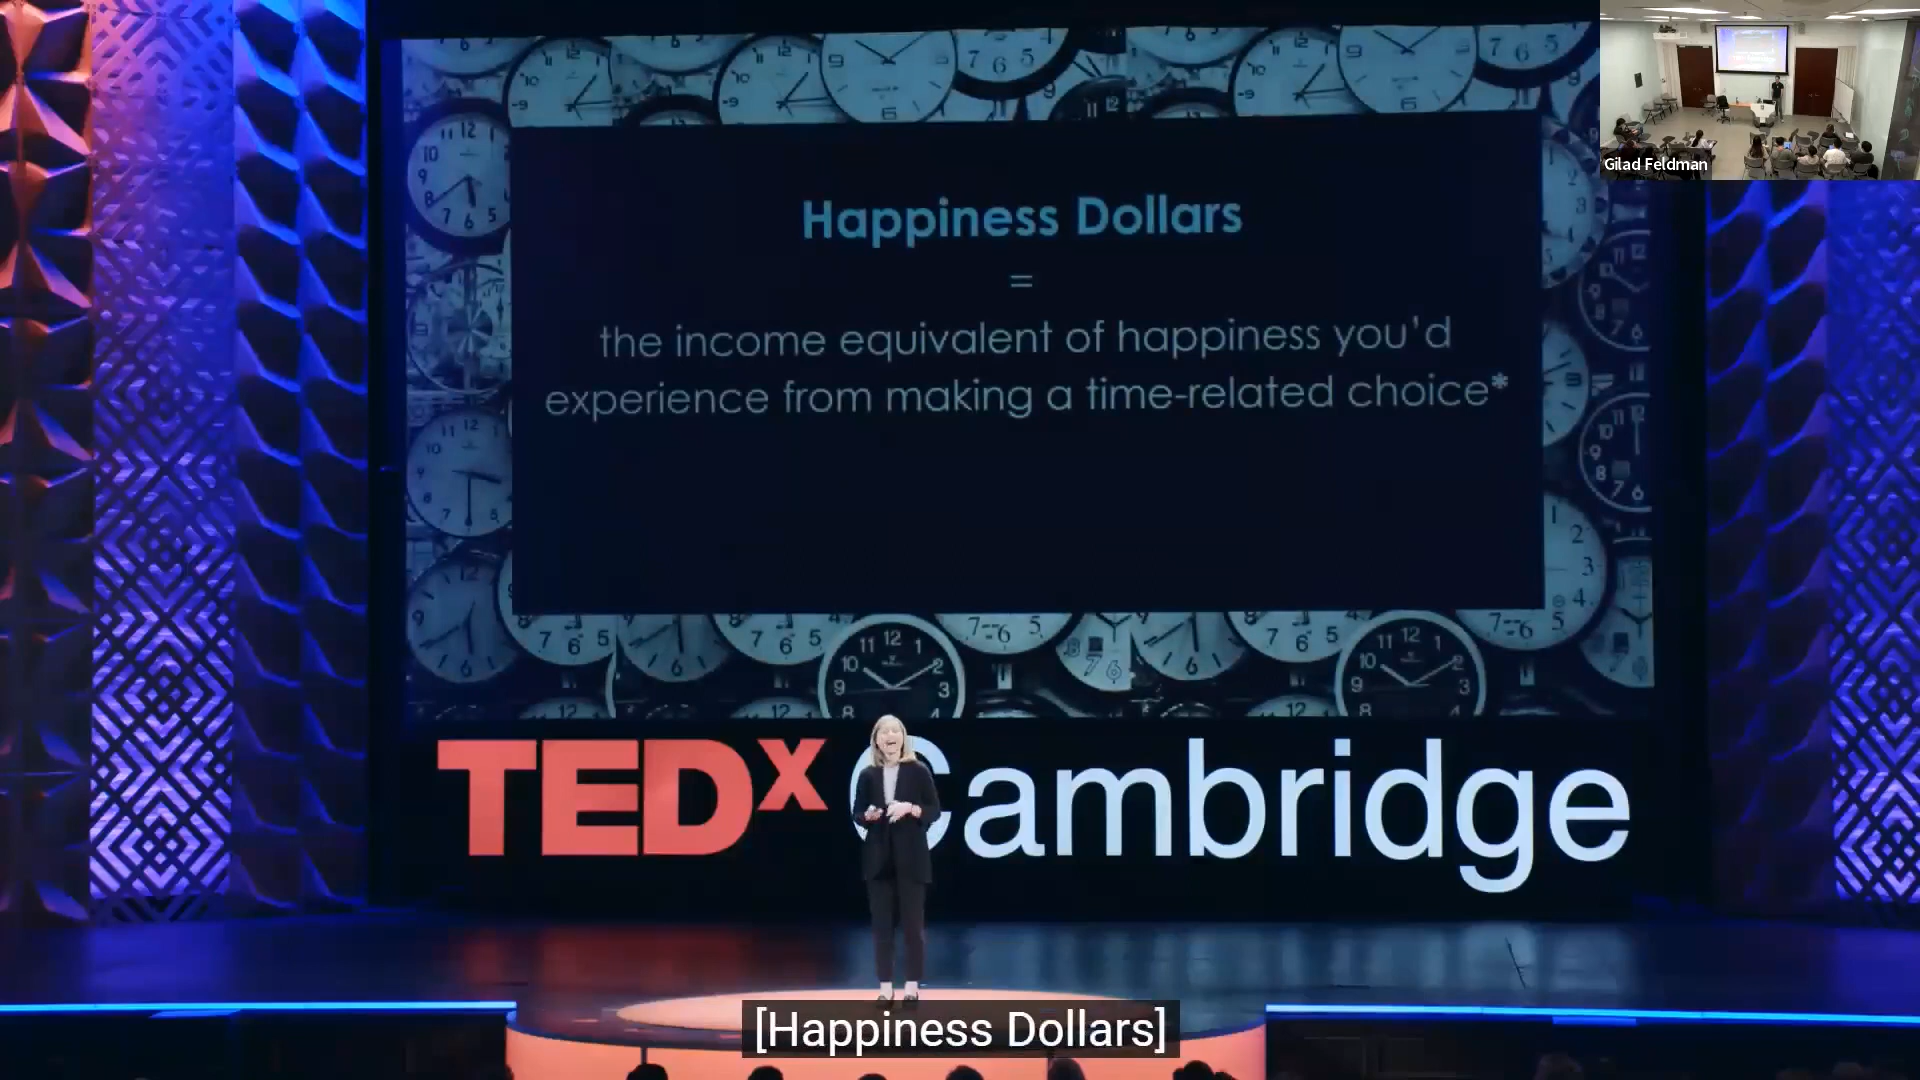 Happiness Dollars
=
the income equivalent of happiness you'd
experience from making a time-related choice*
Gilad Feldman
TEDx Cambridge
[Happiness Dollars]